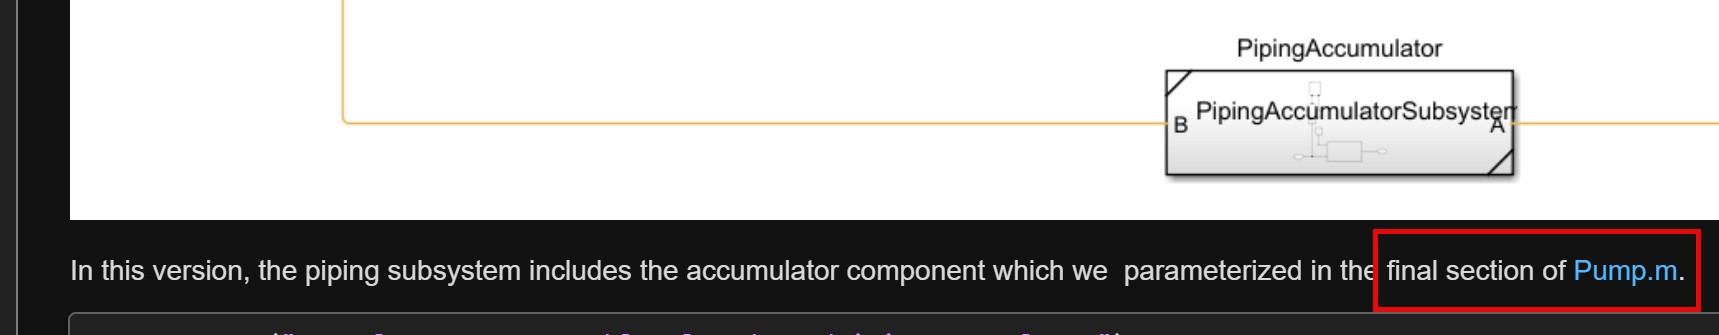 PipingAccumulator
PipingAccumulatorSubsystem
B
A
In this version, the piping subsystem includes the accumulator component which we  parameterized in the final section of Pump.m.